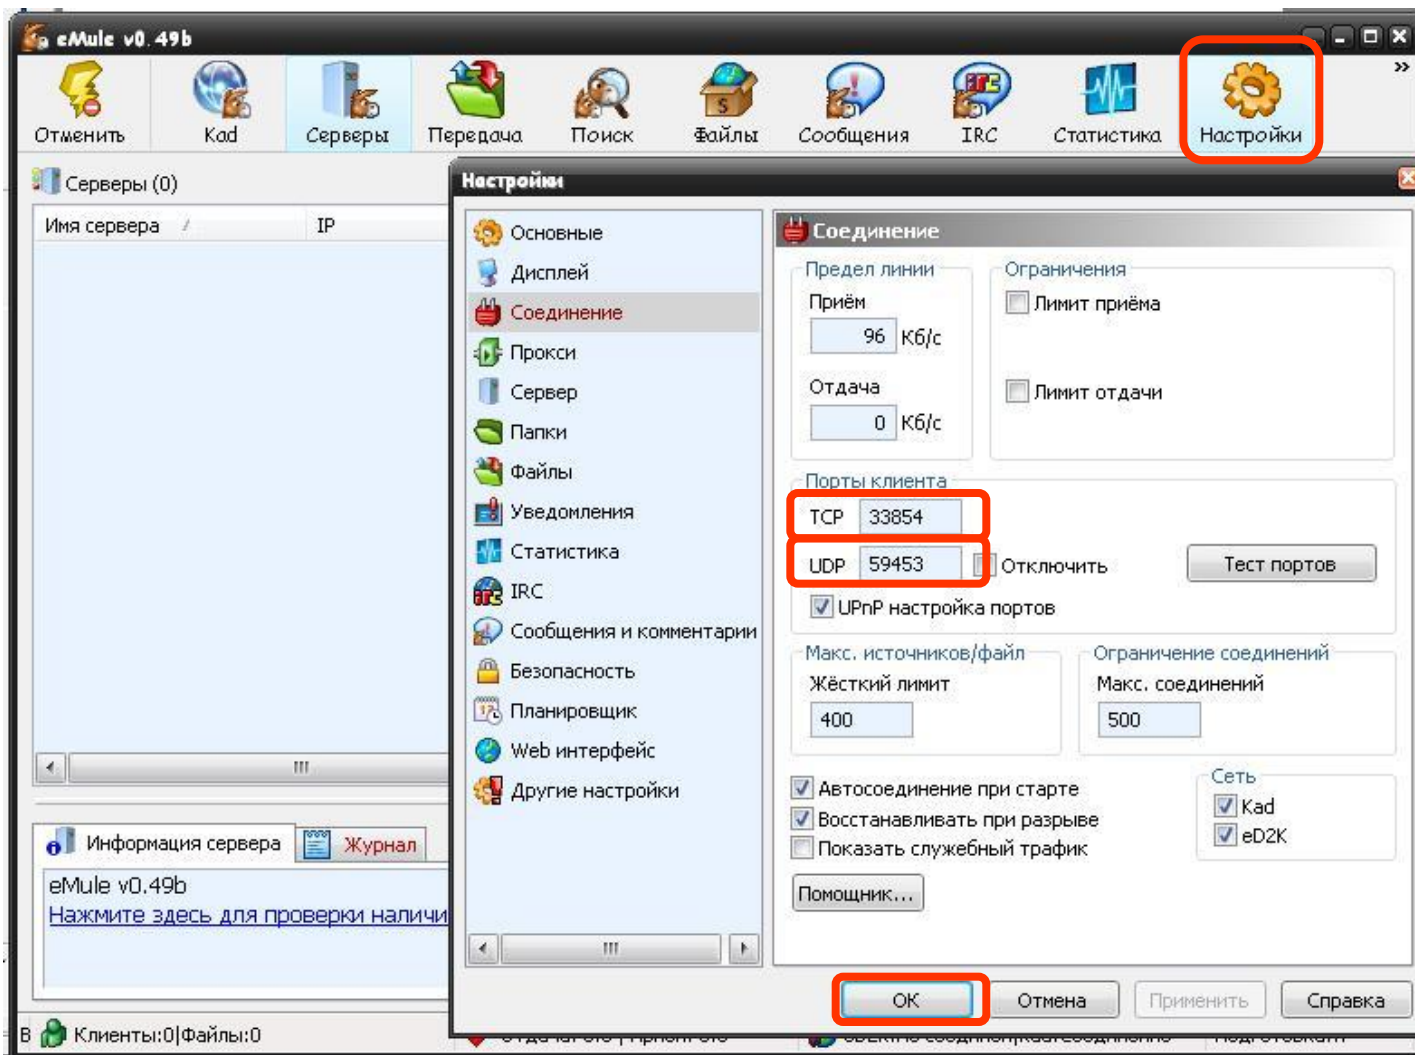 eMule v0.49b
Отменить Kad Серверы Передача Поиск Файлы Сообщения IRC Статистика Настройки »
Серверы (0)
Имя сервера / IP
Настройки
Основные
Дисплей
Соединение
Прокси
Сервер
Папки
Файлы
Уведомления
Статистика
IRC
Сообщения и комментарии
Безопасность
Планировщик
Web интерфейс
Другие настройки
Соединение
Предел линии Ограничения
Приём Лимит приёма
96 Кб/с
Отдача Лимит отдачи
0 Кб/с
Порты клиента
TCP 33854
UDP 59453 Отключить Тест портов
UPnP настройка портов
Макс. источников/файл Ограничение соединений
Жёсткий лимит Макс. соединений
400 500
Автосоединение при старте Сеть
Восстанавливать при разрыве Kad
Показать служебный трафик eD2K
Помощник...
OK Отмена Применить Справка
Информация сервера Журнал
eMule v0.49b
Нажмите здесь для проверки наличи
В Клиенты:0|Файлы:0